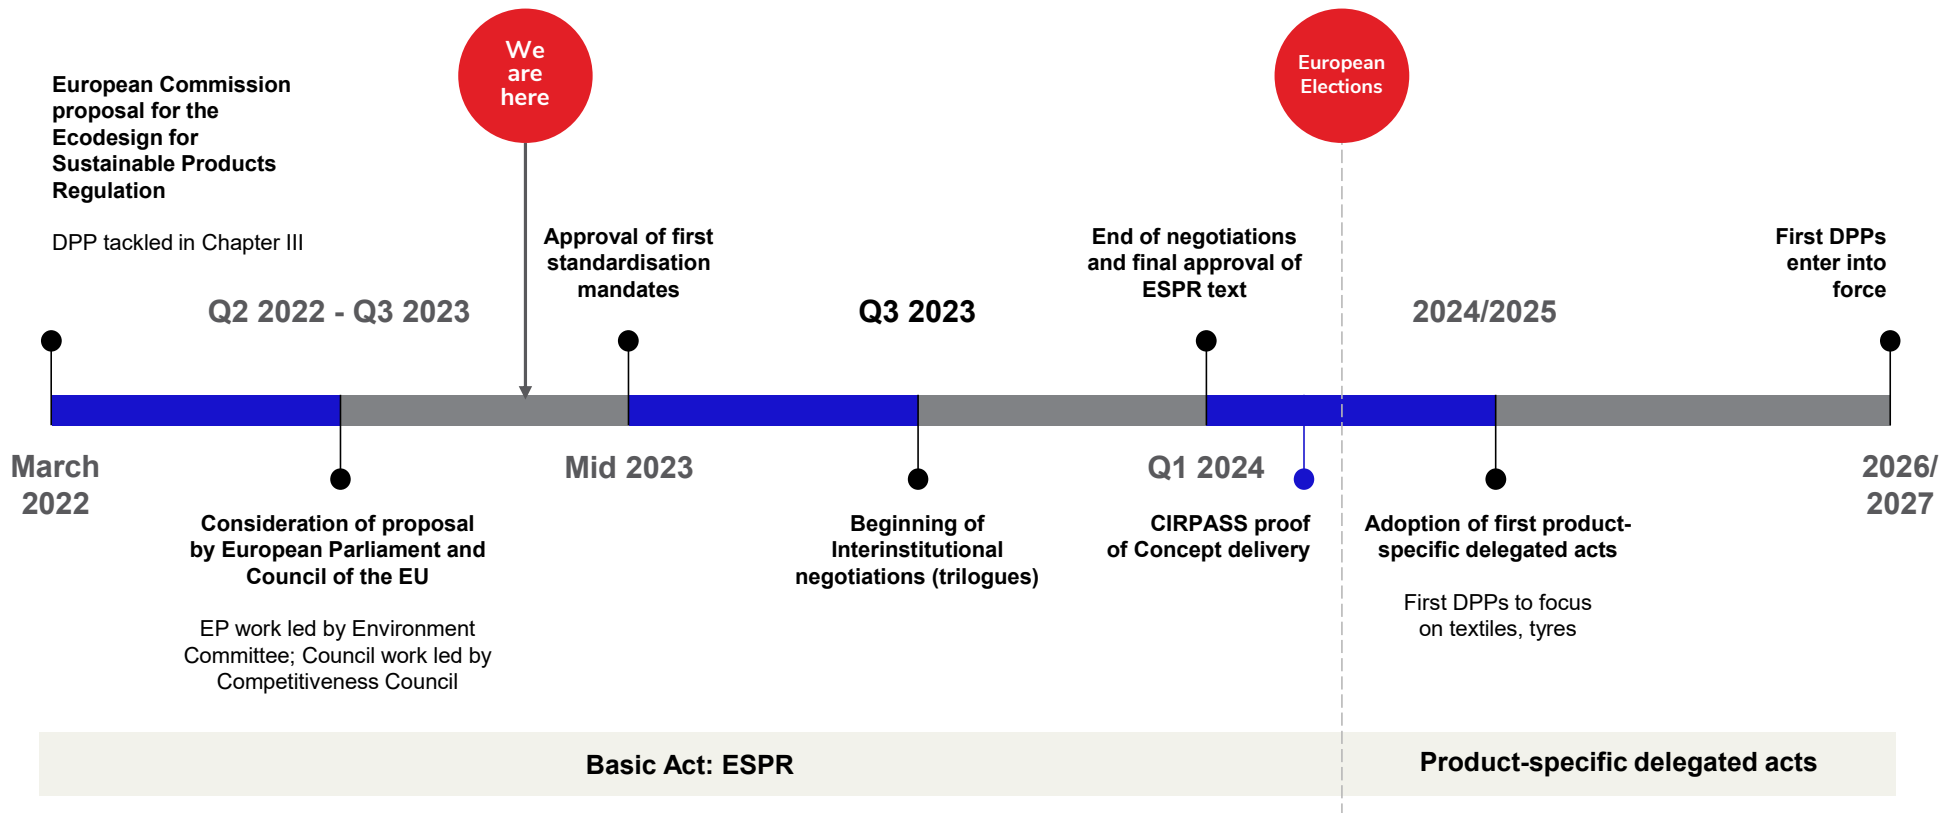 We
are
here
European
Elections
European Commission
proposal for the
Ecodesign for
Sustainable Products
Regulation
DPP tackled in Chapter III
Approval of first
standardisation
mandates
End of negotiations
and final approval of
ESPR text
First DPPs
enter into
force
Q2 2022 - Q3 2023
Q3 2023
2024/2025
March
2022
Mid 2023
Q1 2024
2026/
2027
Consideration of proposal
by European Parliament and
Council of the EU
EP work led by Environment
Committee; Council work led by
Competitiveness Council
Beginning of
Interinstitutional
negotiations (trilogues)
CIRPASS proof
of Concept delivery
Adoption of first product-
specific delegated acts
First DPPs to focus
on textiles, tyres
Basic Act: ESPR
Product-specific delegated acts